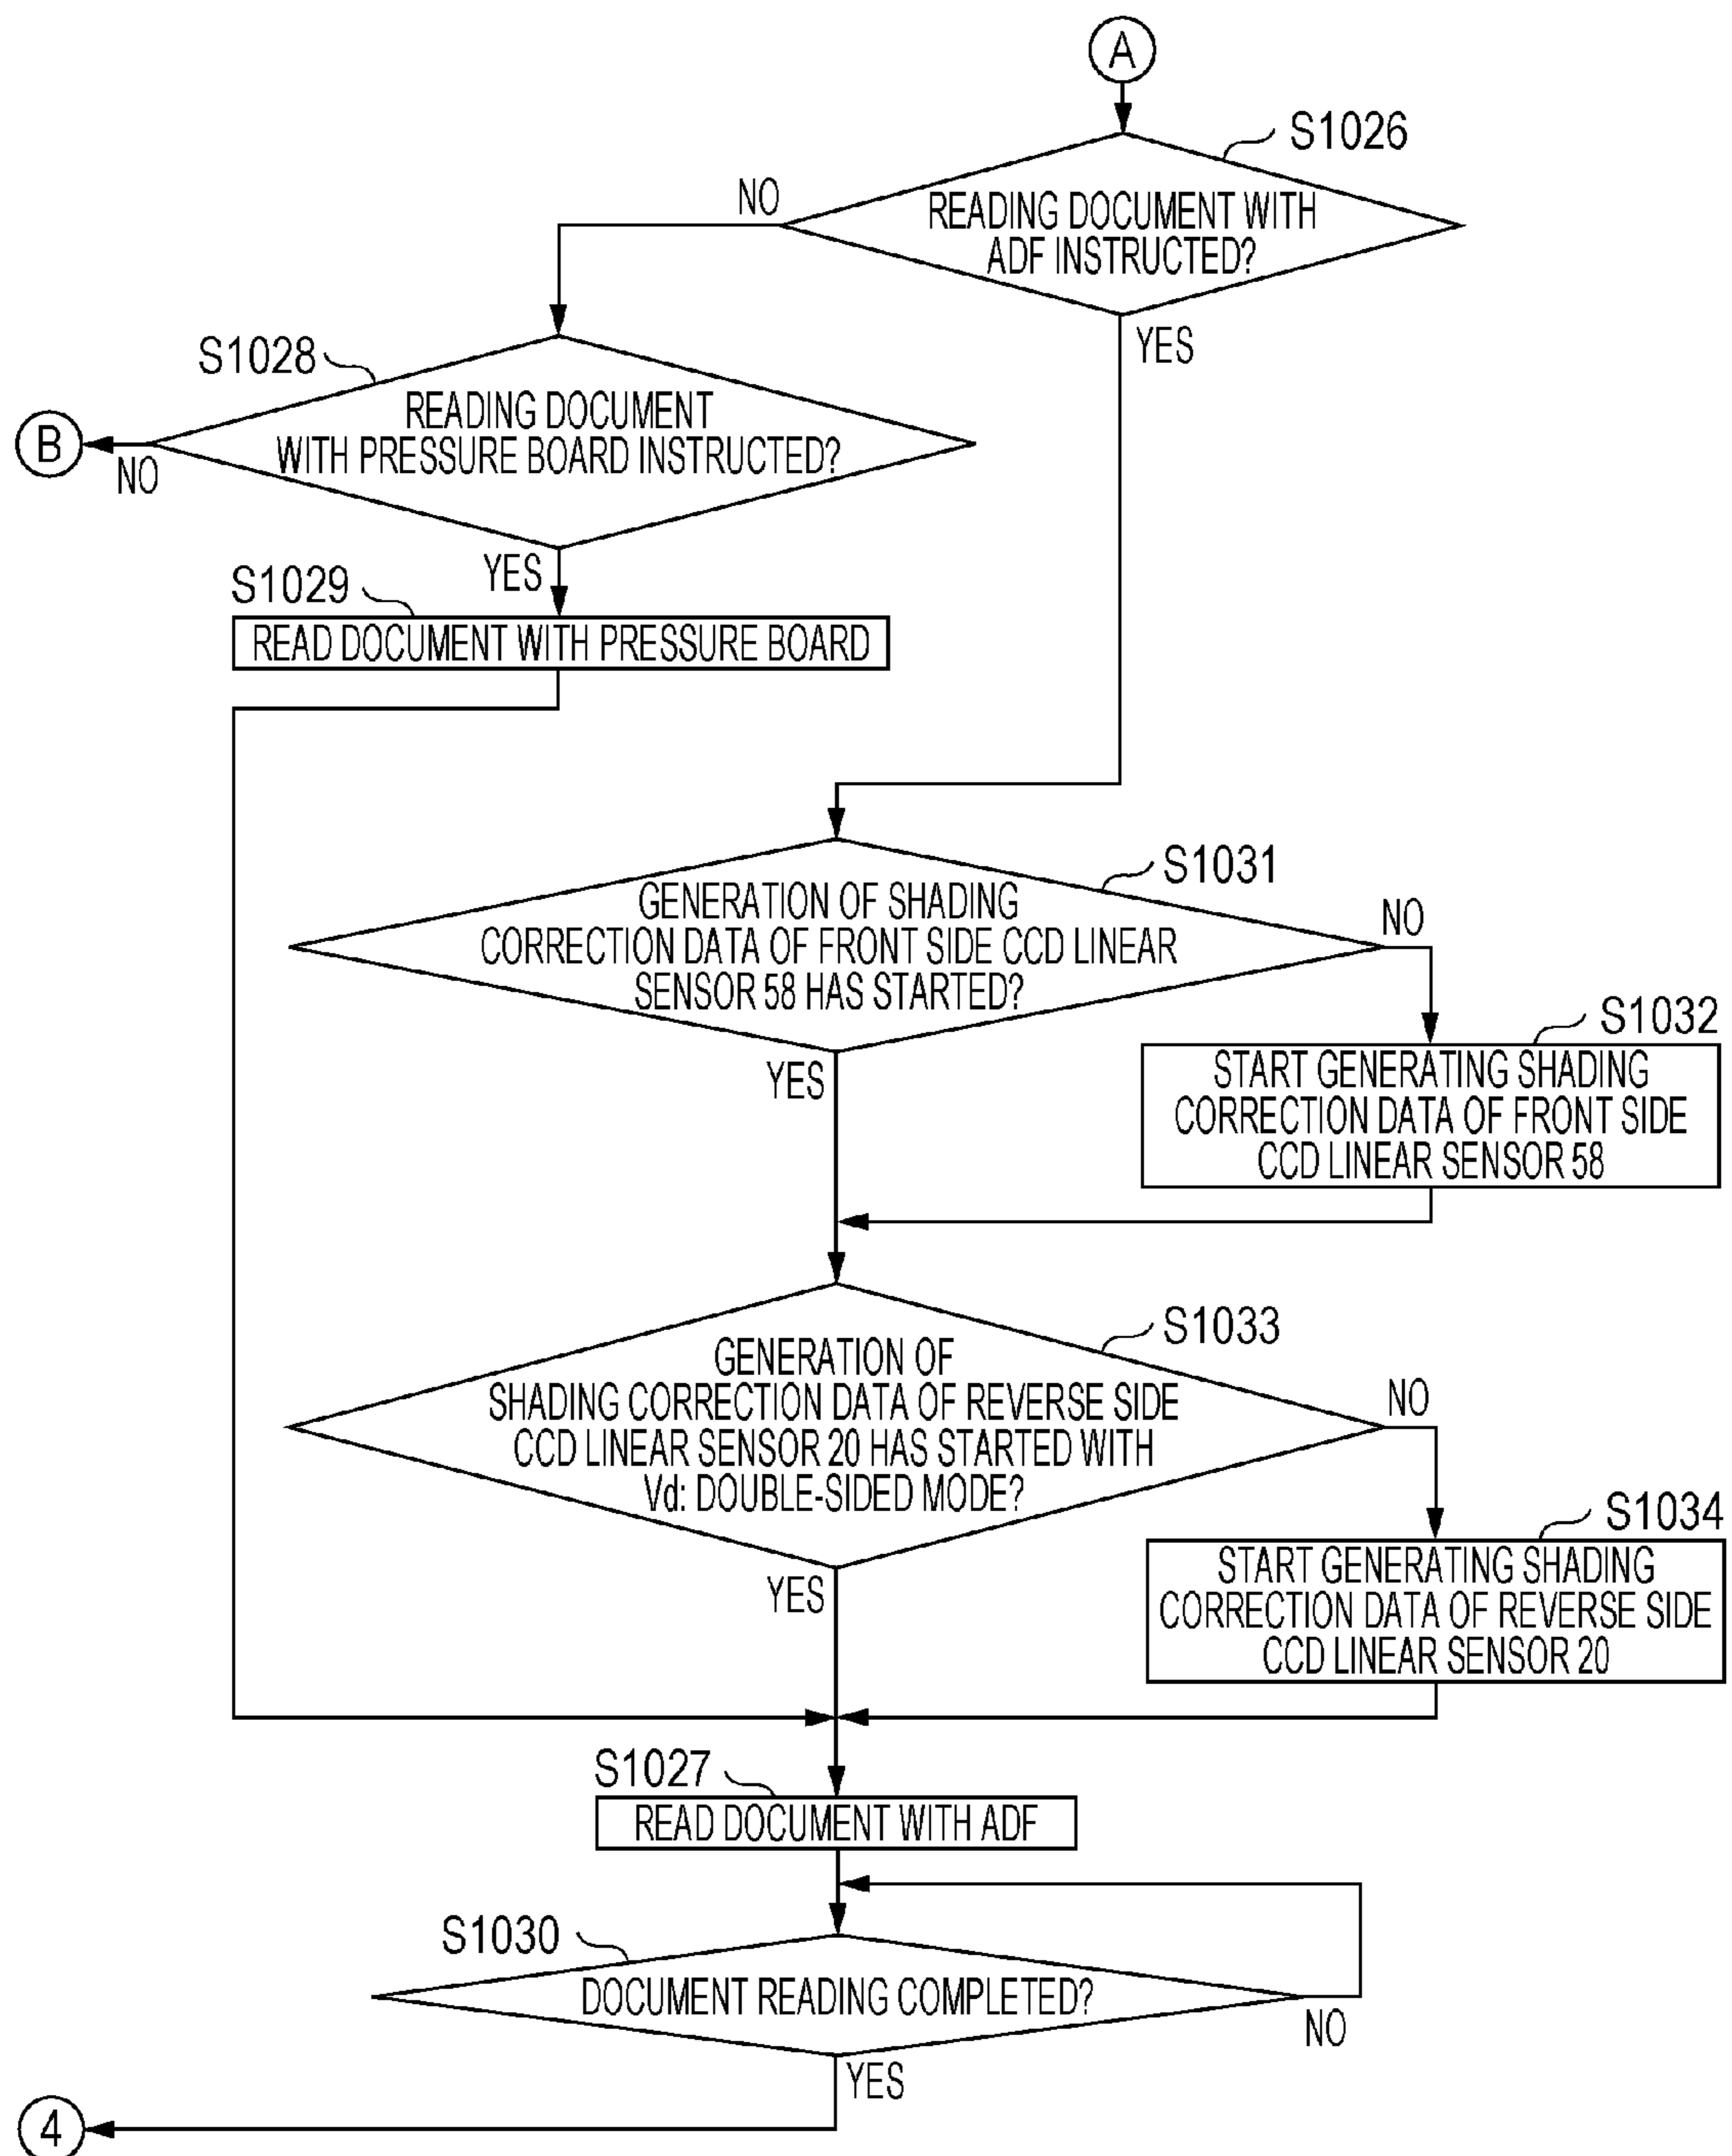 A
S1026
NO
READING DOCUMENT WITH
ADF INSTRUCTED?
YES
S1028
READING DOCUMENT
WITH PRESSURE BOARD INSTRUCTED?
B
NO
YES
S1029
READ DOCUMENT WITH PRESSURE BOARD
S1031
GENERATION OF SHADING
CORRECTION DATA OF FRONT SIDE CCD LINEAR
SENSOR 58 HAS STARTED?
NO
YES
S1032
START GENERATING SHADING
CORRECTION DATA OF FRONT SIDE
CCD LINEAR SENSOR 58
S1033
GENERATION OF
SHADING CORRECTION DATA OF REVERSE SIDE
CCD LINEAR SENSOR 20 HAS STARTED WITH
Vd: DOUBLE-SIDED MODE?
NO
YES
S1034
START GENERATING SHADING
CORRECTION DATA OF REVERSE SIDE
CCD LINEAR SENSOR 20
S1027
READ DOCUMENT WITH ADF
S1030
DOCUMENT READING COMPLETED?
NO
YES
4